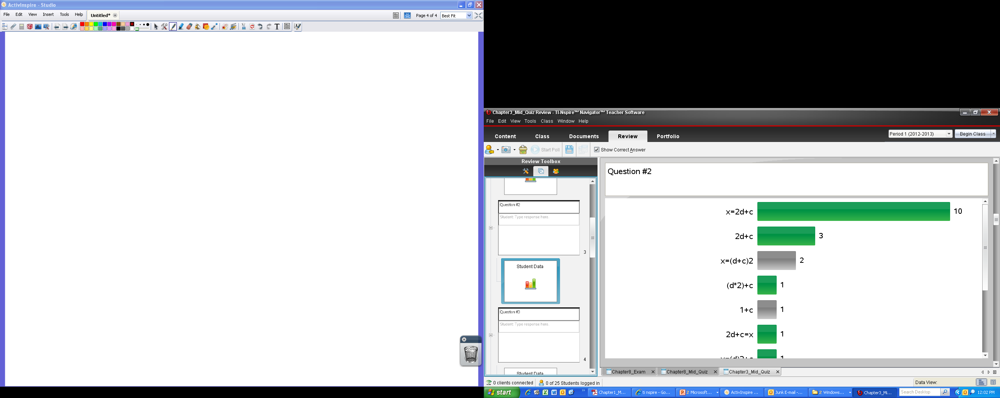 ActivInspire - Studio
File Edit View Insert Tools Help Untitled* Page 4 of 4 Best Fit
Chapter3_Mid_Quiz Review - TI-Nspire™ Navigator™ Teacher Software
File Edit View Tools Class Window Help
Content Class Documents Review Portfolio Period 1 (2012-2013) Begin Class
Start Poll Show Correct Answer
Review Toolbox
Question #2
Student: Type response here.
3
Student Data
Question #3
Student: Type response here.
4
Student Data
Question #2
x=2d+c 10
2d+c 3
x=(d+c)2 2
(d*2)+c 1
1+c 1
2d+c=x 1
x=(d)2+c 1
Chapter8_Exam Chapter8_Mid_Quiz Chapter3_Mid_Quiz
0 clients connected 0 of 25 Students logged in Data View:
start Chapter1_M... ti nspire - Go... 2 Microsoft... ActivInspire ... Junk E-mail -... 2 Windows... Chapter3_Mi... Search Desktop 12:02 PM